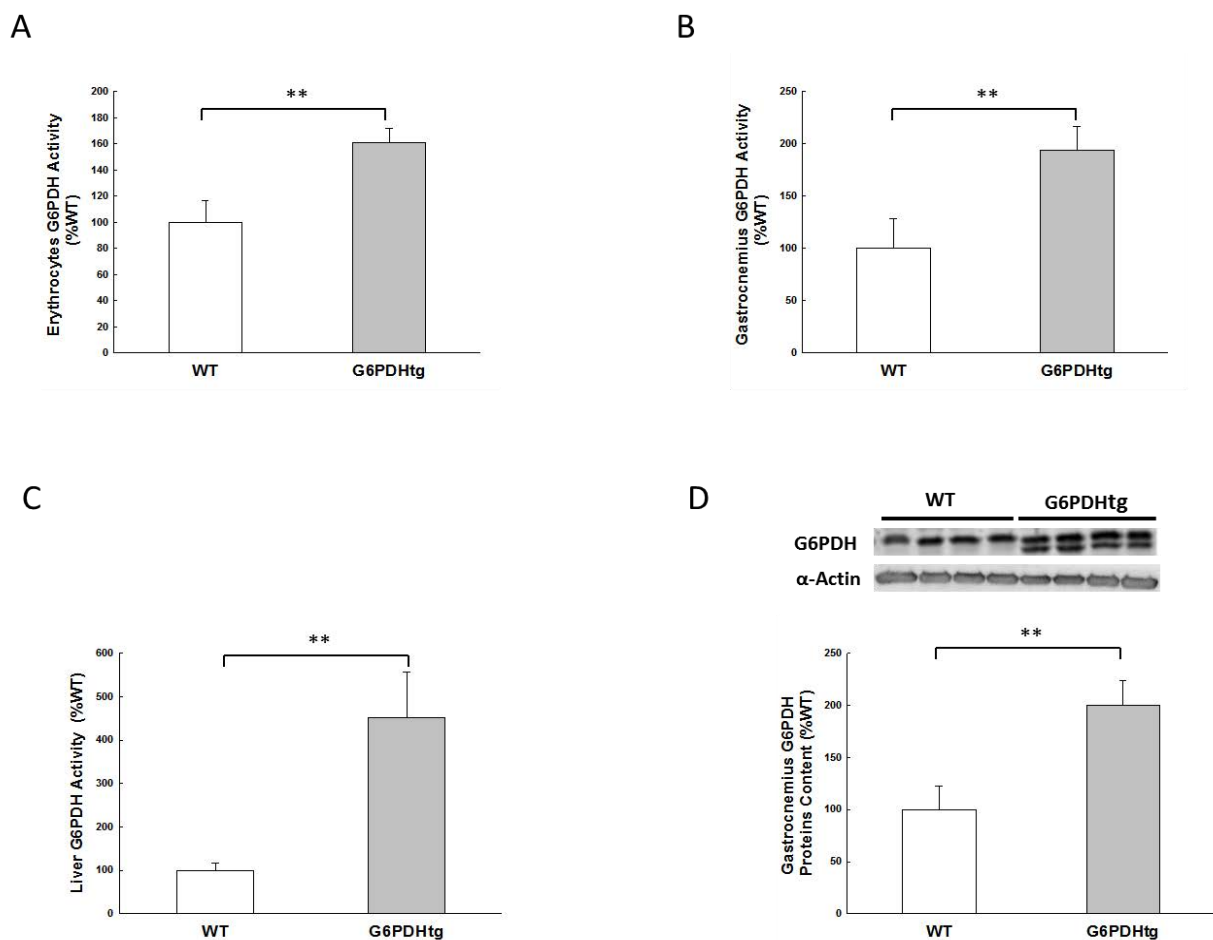 A
200
180
160
140
120
100
80
60
40
20
0
Erythrocytes G6PDH Activity
(%WT)
**
WT G6PDHtg
B
250
200
150
100
50
0
Gastrocnemius G6PDH Activity
(%WT)
**
WT G6PDHtg
C
600
500
400
300
200
100
0
Liver G6PDH Activity (%WT)
**
WT G6PDHtg
D
WT G6PDHtg
G6PDH
α-Actin
250
200
150
100
50
0
Gastrocnemius G6PDH
Proteins Content (%WT)
**
WT G6PDHtg